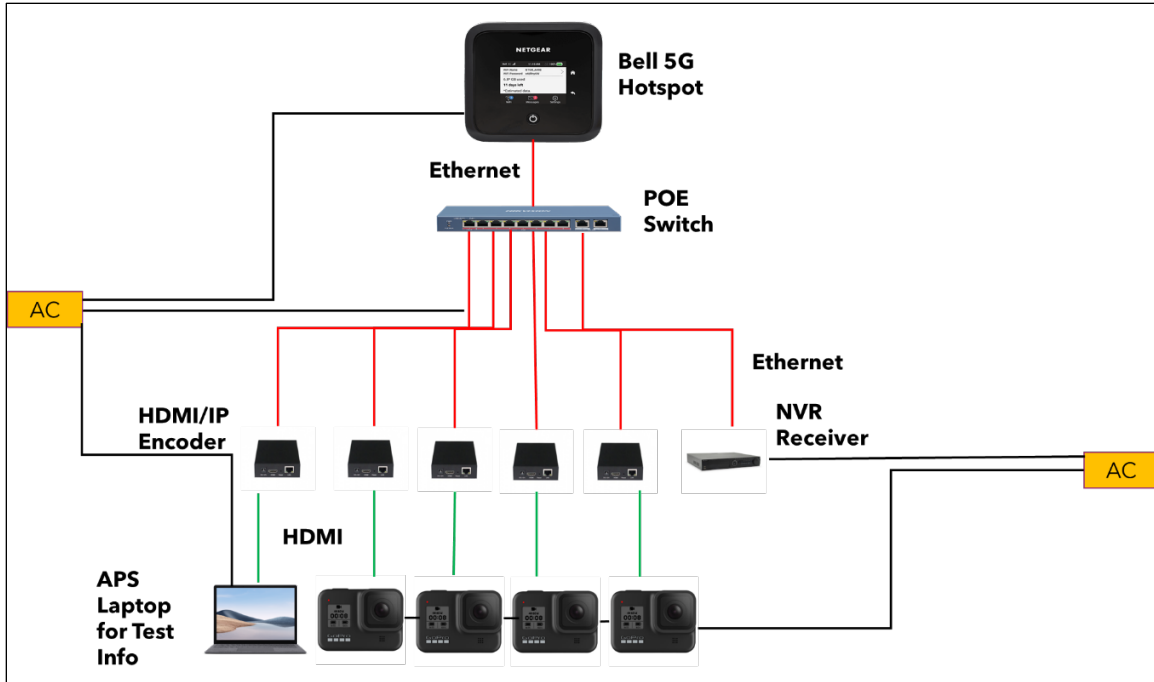 NETGEAR
Bell 5G
Hotspot
Ethernet
POE
Switch
AC
Ethernet
HDMI/IP
Encoder
NVR
Receiver
AC
HDMI
APS
Laptop
for Test
Info